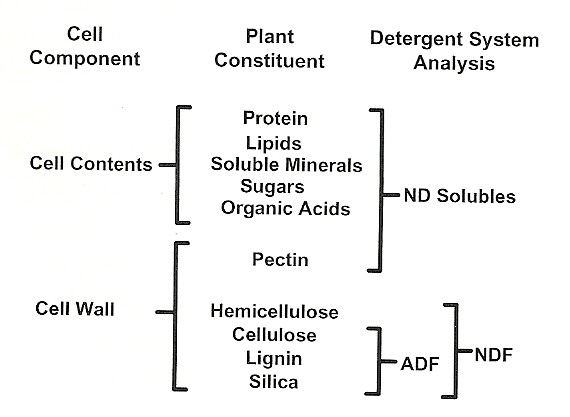 Cell Component
Plant Constituent
Detergent System Analysis
Protein
Lipids
Cell Contents
Soluble Minerals
Sugars
Organic Acids
ND Solubles
Pectin
Cell Wall
Hemicellulose
Cellulose
Lignin
Silica
ADF
NDF